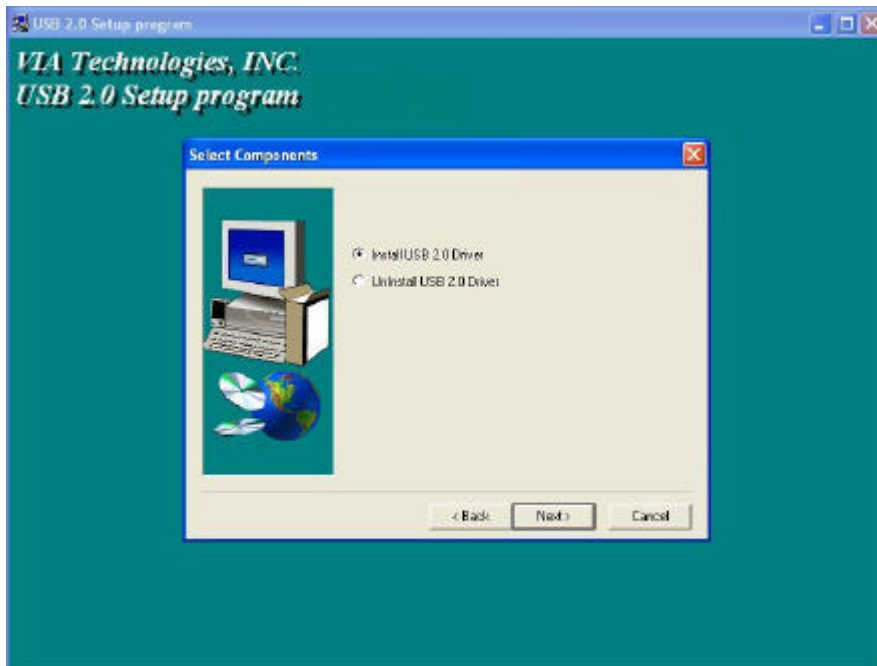 USB 2.0 Setup program
VIA Technologies, INC.
USB 2.0 Setup program
Select Components
Install USB 2.0 Driver
UnInstall USB 2.0 Driver
< Back
Next >
Cancel